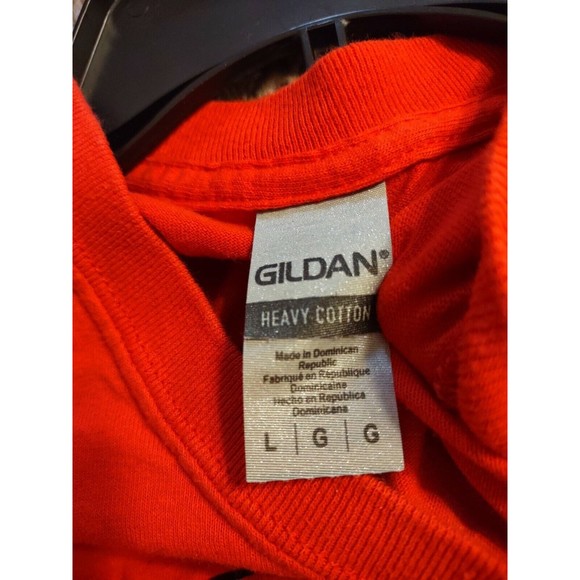 GILDAN®
HEAVY COTTON
Made in Dominican
Republic
Fabriqué en République
Dominicaine
Hecho en Republica
Dominicana
L | G | G